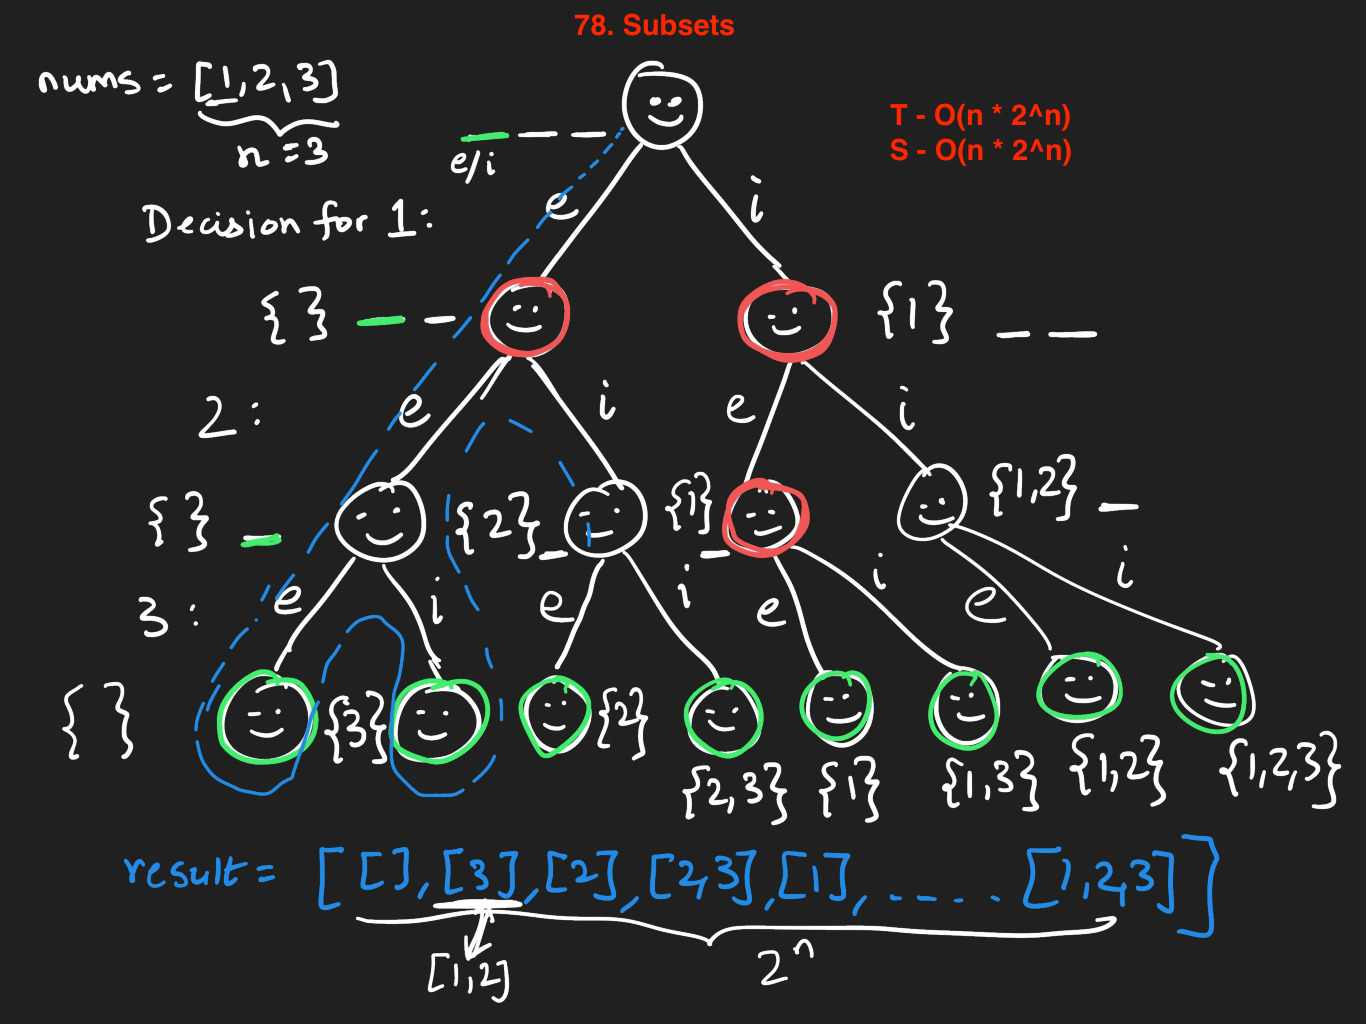 78. Subsets
nums = [1,2,3]
n = 3
T - O(n * 2^n)
S - O(n * 2^n)
e/i
e i
Decision for 1:
{ } {1}
e i e i
2:
{ } {2} {1} {1,2}
e i e i e i e i
3:
{ } {3} {2} {2,3} {1} {1,3} {1,2} {1,2,3}
result = [ [ ], [3], [2], [2,3], [1], ..... [1,2,3] ]
[1,2]
2^n